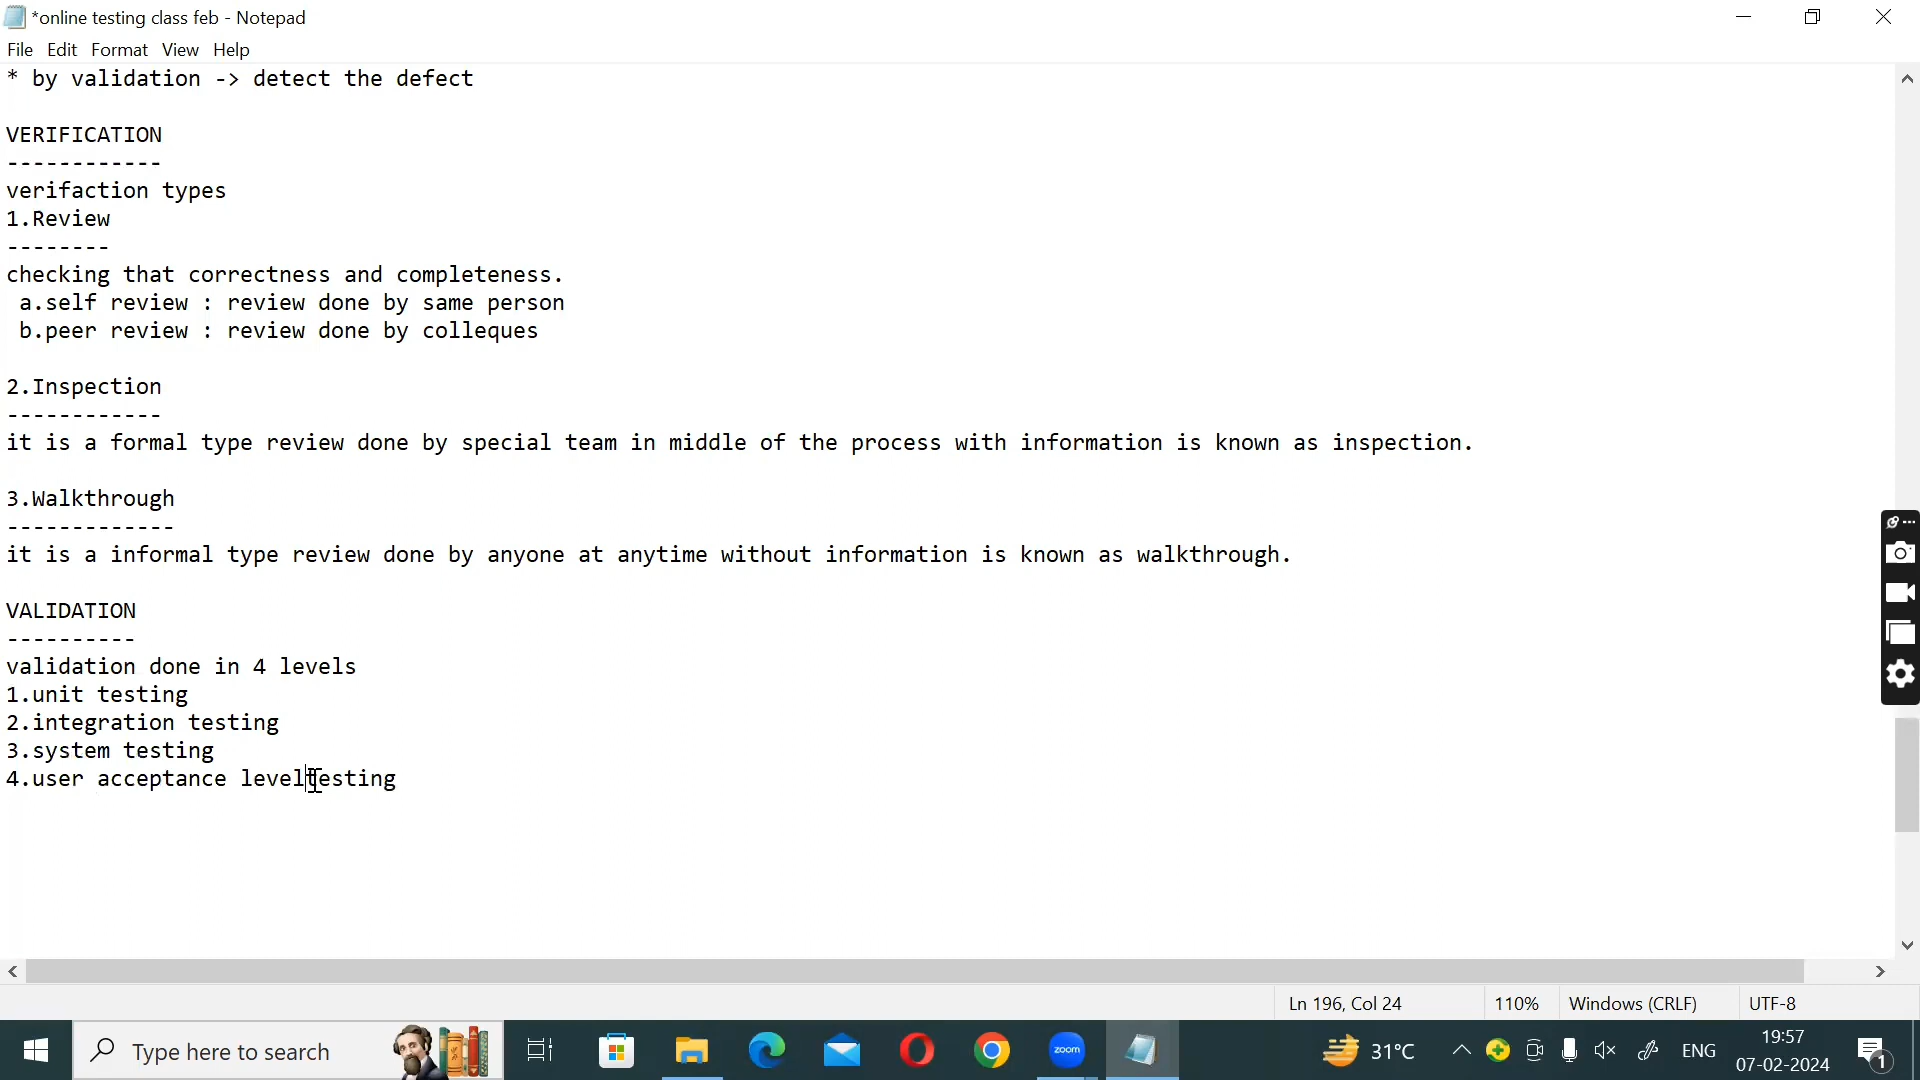 *online testing class feb - Notepad
File Edit Format View Help
* by validation -> detect the defect
VERIFICATION
------------
verifaction types
1.Review
--------
checking that correctness and completeness.
a.self review : review done by same person
b.peer review : review done by colleques
2.Inspection
------------
it is a formal type review done by special team in middle of the process with information is known as inspection.
3.Walkthrough
-------------
it is a informal type review done by anyone at anytime without information is known as walkthrough.
VALIDATION
----------
validation done in 4 levels
1.unit testing
2.integration testing
3.system testing
4.user acceptance leveltesting
Ln 196, Col 24 110% Windows (CRLF) UTF-8
Type here to search zoom 31°C ENG 19:57
07-02-2024 1